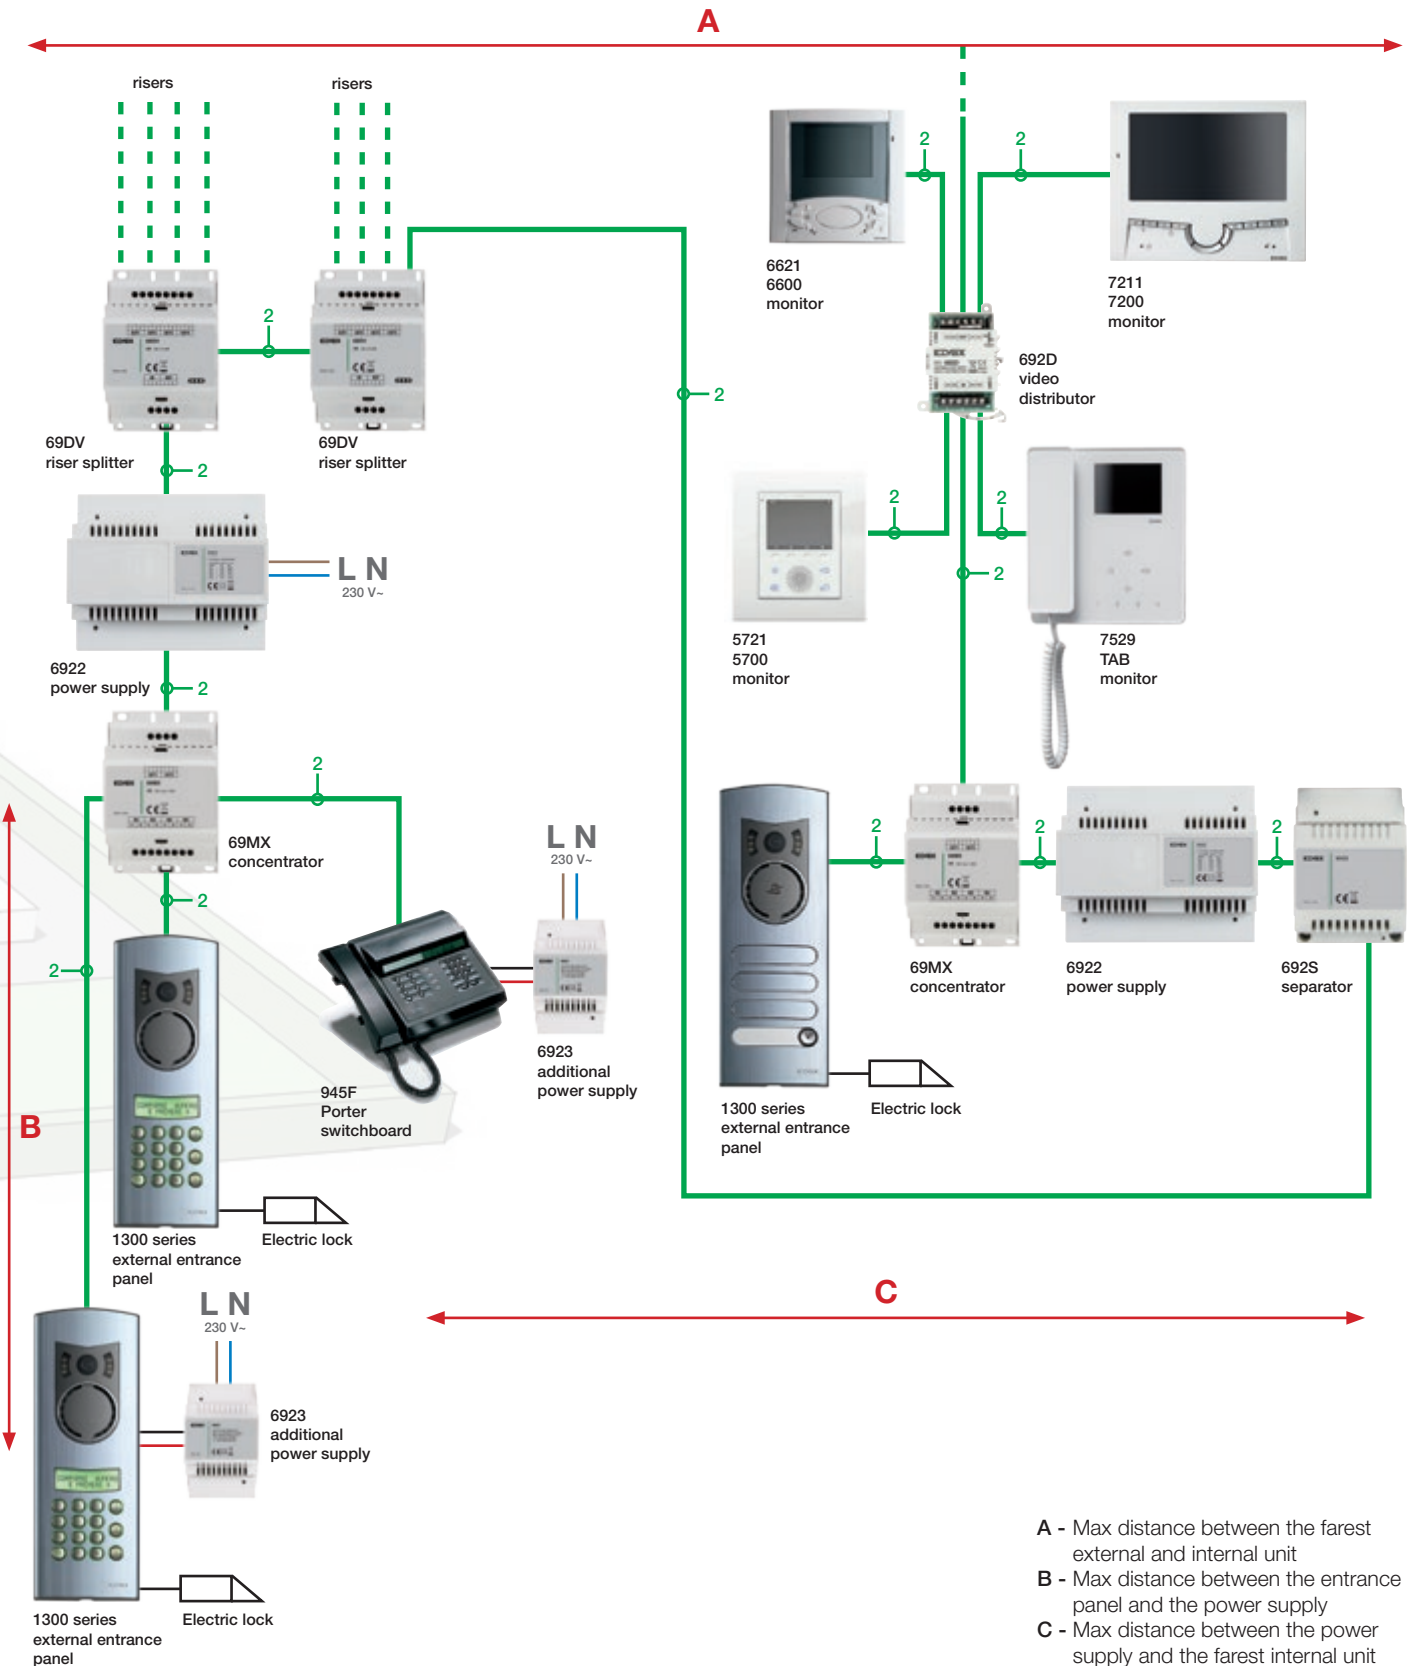 A
risers
risers
2
2
6621
6600
monitor
7211
7200
monitor
2
692D
video
distributor
2
69DV
riser splitter
69DV
riser splitter
2
2
2
L N
230 V~
2
5721
5700
monitor
7529
TAB
monitor
6922
power supply
2
2
69MX
concentrator
L N
230 V~
2
2
2
2
2
69MX
concentrator
6922
power supply
692S
separator
6923
additional
power supply
945F
Porter
switchboard
B
1300 series
external entrance
panel
Electric lock
1300 series
external entrance
panel
Electric lock
C
L N
230 V~
6923
additional
power supply
1300 series
external entrance
panel
Electric lock
A - Max distance between the farest
external and internal unit
B - Max distance between the entrance
panel and the power supply
C - Max distance between the power
supply and the farest internal unit